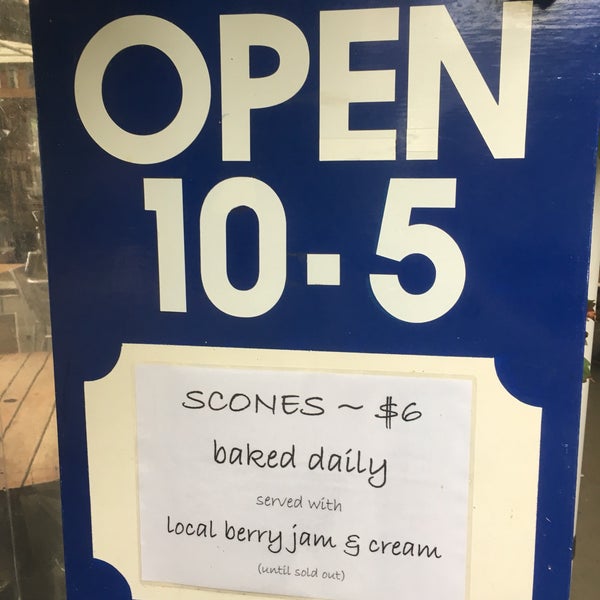 OPEN
10-5
SCONES ~ $6
baked daily
served with
local berry jam & cream
(until sold out)